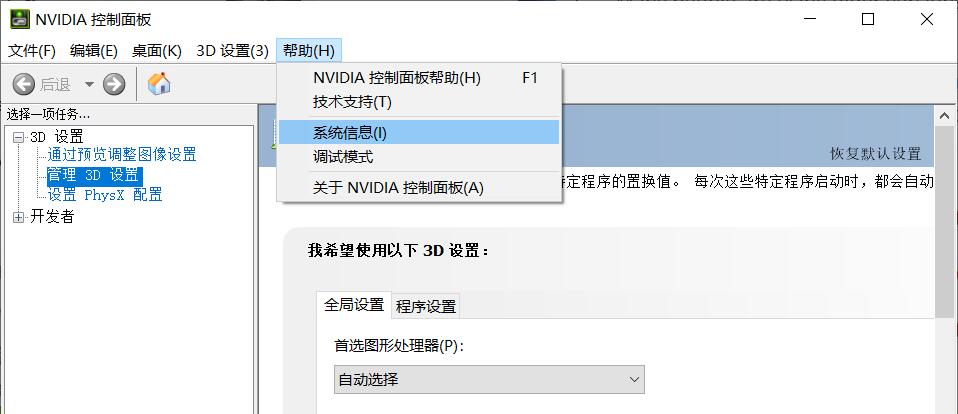 NVIDIA 控制面板
文件(F) 编辑(E) 桌面(K) 3D 设置(3) 帮助(H)
后退
NVIDIA 控制面板帮助(H) F1
技术支持(T)
系统信息(I)
调试模式
关于 NVIDIA 控制面板(A)
选择一项任务...
3D 设置
通过预览调整图像设置
管理 3D 设置
设置 PhysX 配置
开发者
恢复默认设置
特定程序的置换值。 每次这些特定程序启动时，都会自动
我希望使用以下 3D 设置：
全局设置 程序设置
首选图形处理器(P)：
自动选择